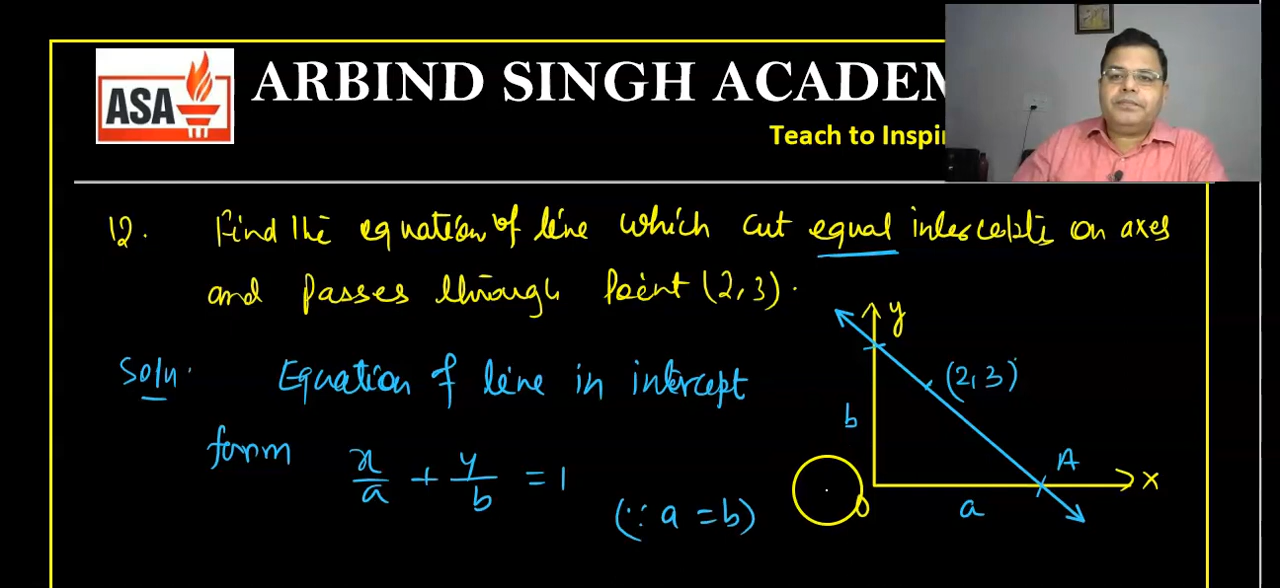 ASA
ARBIND SINGH ACADEM
Teach to Inspi
12. Find the equation of line which cut equal intercepts on axes
and passes through point (2,3).
Soln. Equation of line in intercept
form x/a + y/b = 1
(∵ a = b)
y
(2,3)
b
A
x
O
a